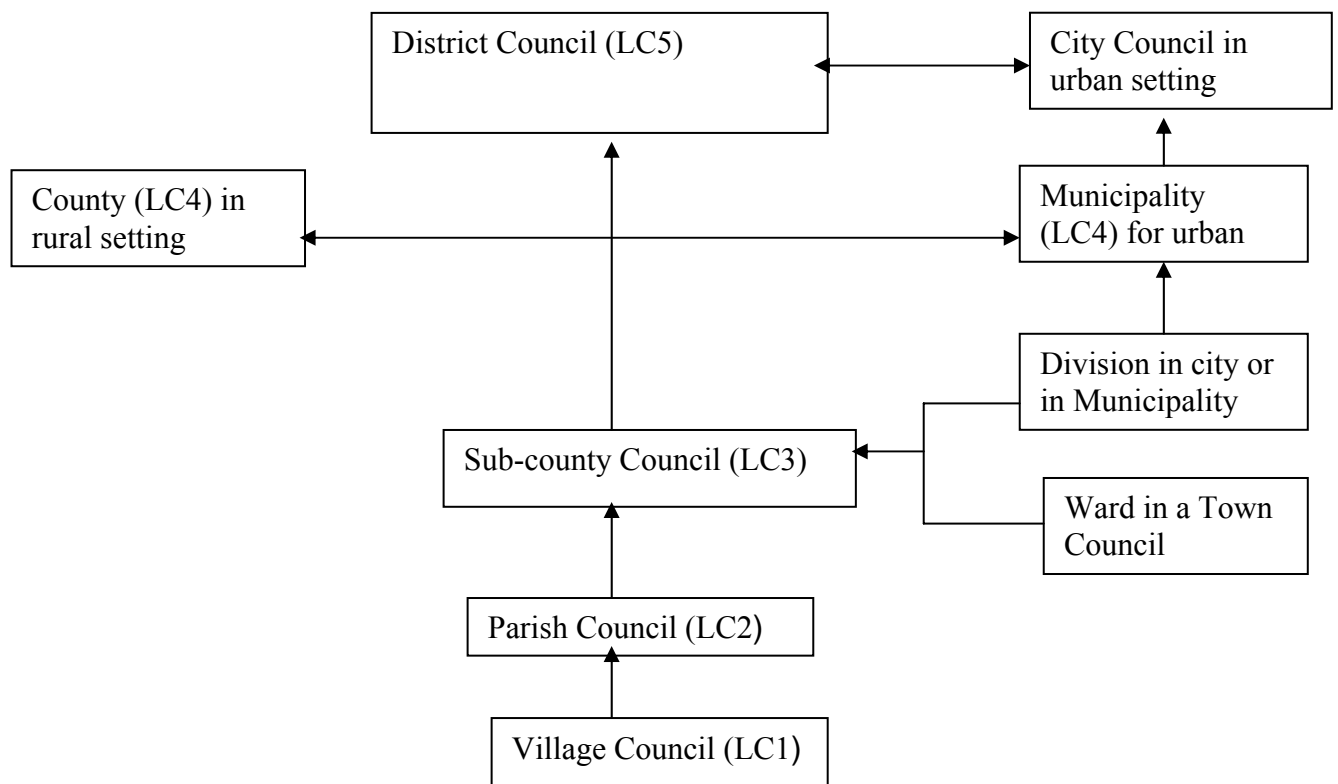 District Council (LC5)
City Council in
urban setting
County (LC4) in
rural setting
Municipality
(LC4) for urban
Division in city or
in Municipality
Sub-county Council (LC3)
Ward in a Town
Council
Parish Council (LC2)
Village Council (LC1)